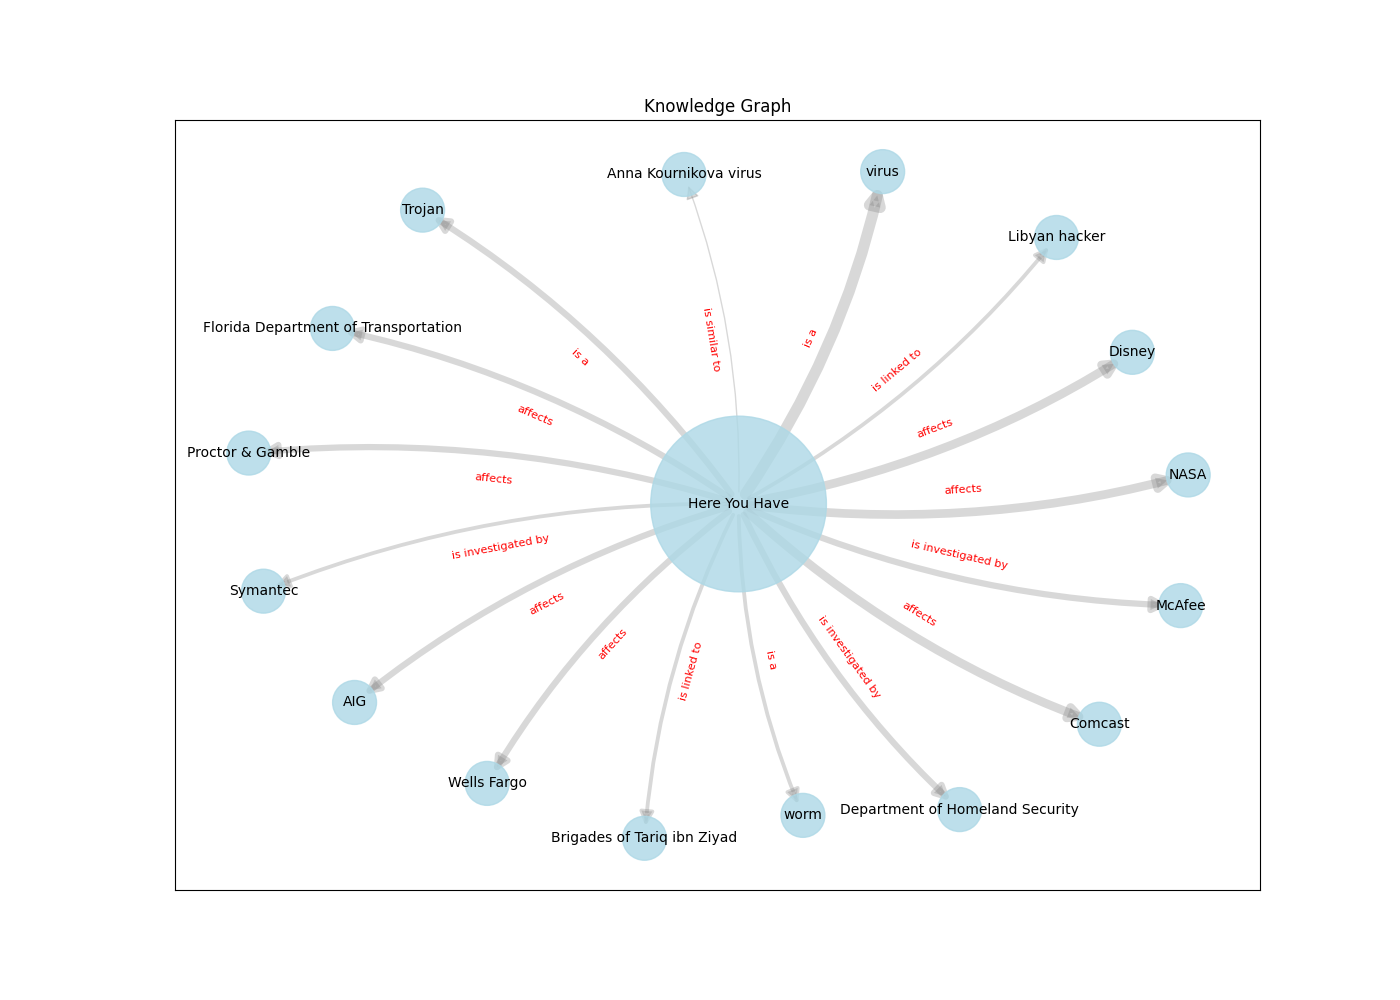 Knowledge Graph
Anna Kournikova virus
virus
Trojan
Libyan hacker
Florida Department of Transportation
is similar to
is a
is a
is linked to
Disney
affects
affects
Proctor & Gamble
affects
affects
NASA
Here You Have
is investigated by
is investigated by
Symantec
affects
affects
McAfee
affects
is linked to
is a
is investigated by
AIG
Comcast
Wells Fargo
Brigades of Tariq ibn Ziyad
worm
Department of Homeland Security